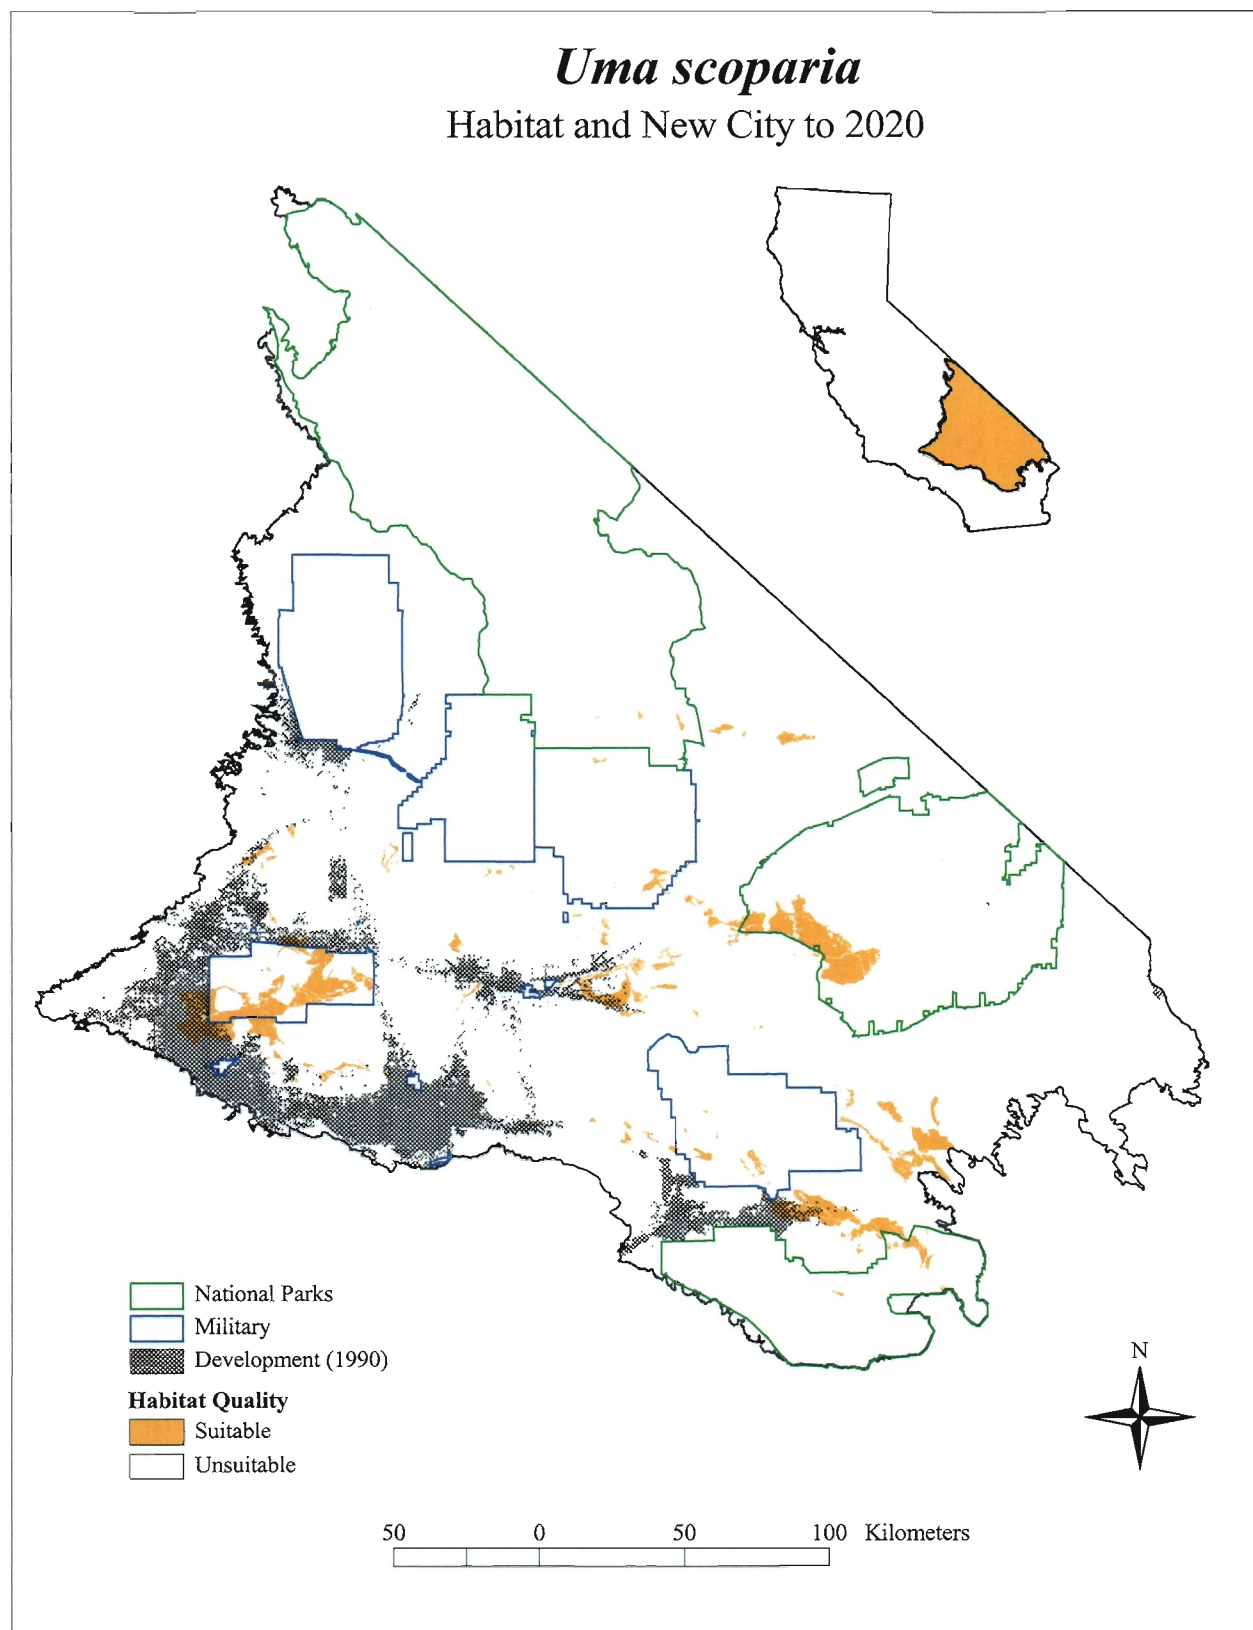 Uma scoparia
Habitat and New City to 2020
National Parks
Military
Development (1990)
Habitat Quality
Suitable
Unsuitable
N
50 0 50 100 Kilometers